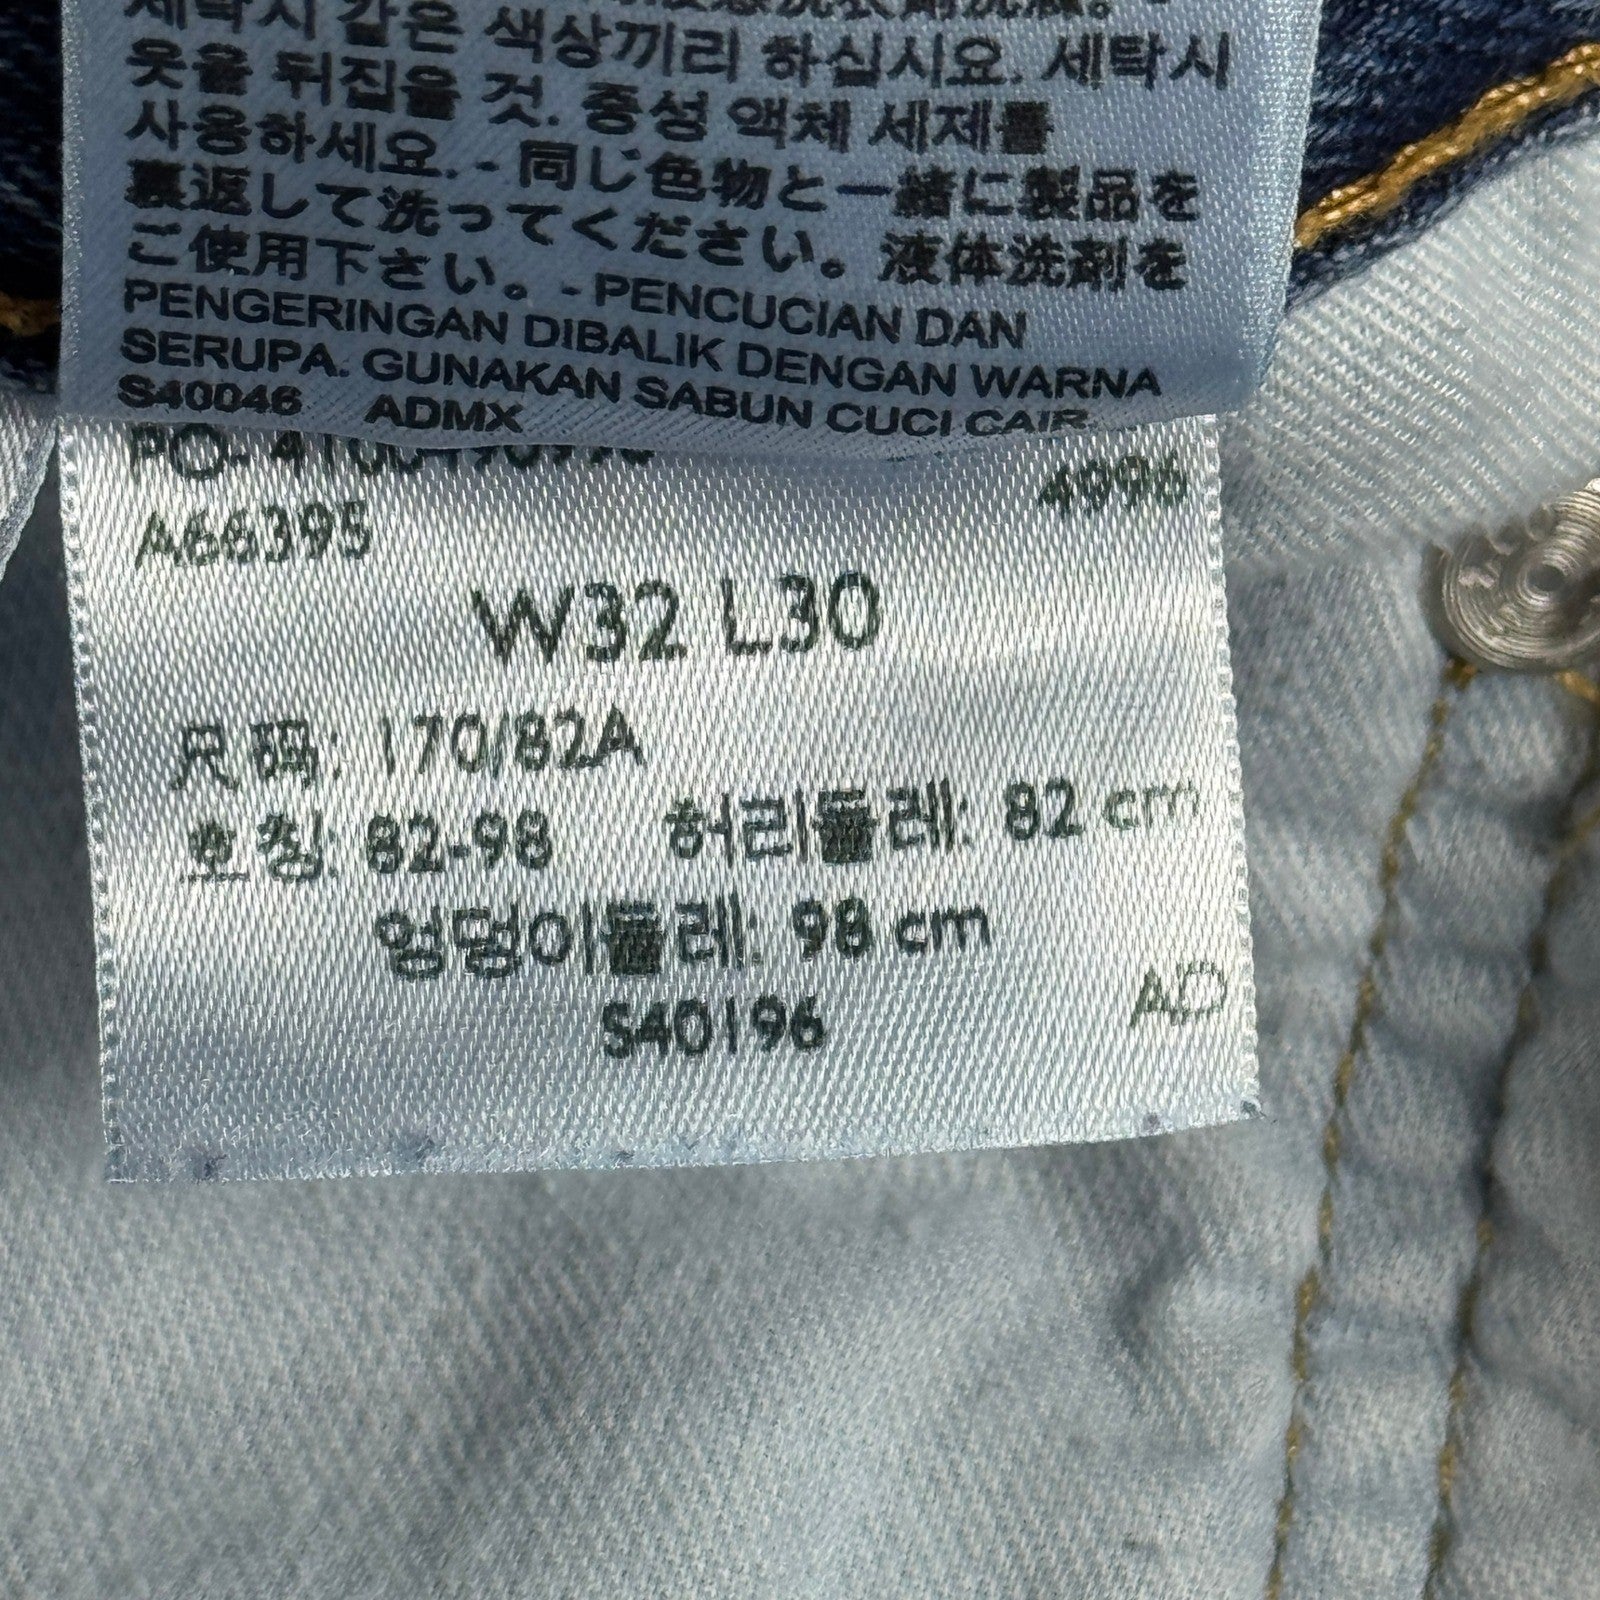 세탁시 같은 색상끼리 하십시요. 세탁시
옷을 뒤집을 것. 중성 액체 세제를
사용하세요. - 同じ色物と一緒に製品を
裏返して洗ってください。液体洗剤を
ご使用下さい。- PENCUCIAN DAN
PENGERINGAN DIBALIK DENGAN WARNA
SERUPA. GUNAKAN SABUN CUCI CAIR.
S40046 ADMX
PO-
4996
A66395
W32 L30
尺码: 170/82A
호칭: 82-98 허리둘레: 82 cm
엉덩이둘레: 98 cm
S40196 AD